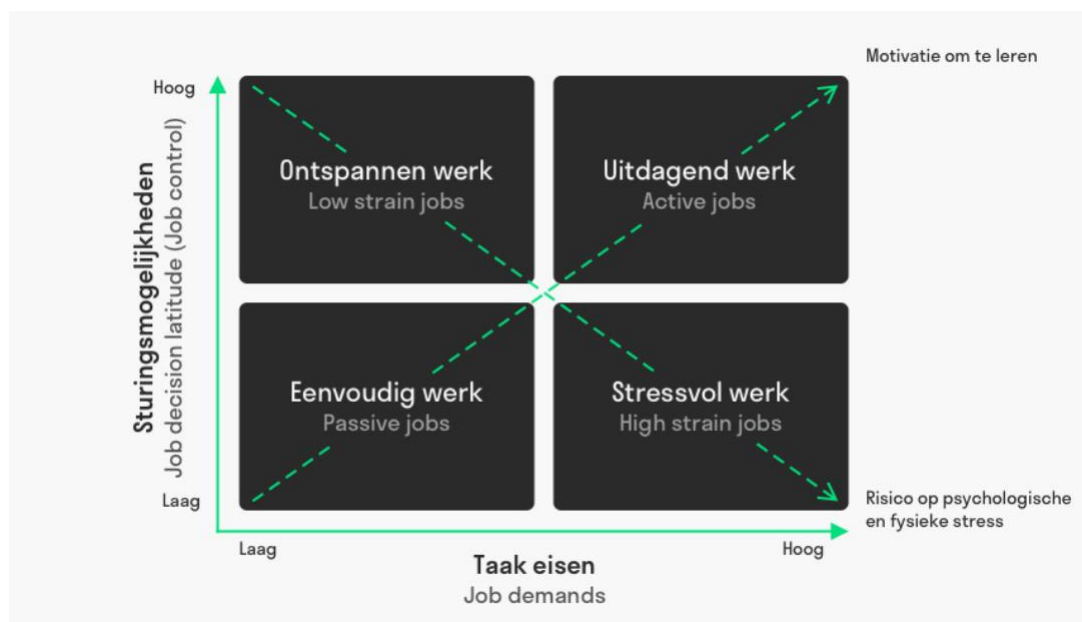 Motivatie om te leren
Hoog
Sturingsmogelijkheden
Job decision latitude (Job control)
Ontspannen werk
Low strain jobs
Uitdagend werk
Active jobs
Eenvoudig werk
Passive jobs
Stressvol werk
High strain jobs
Laag
Risico op psychologische
en fysieke stress
Laag
Hoog
Taak eisen
Job demands